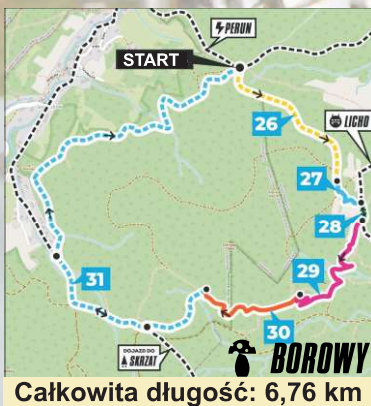 PERUN
START
26
LICHO
27
28
29
31
30
DOJAZD DO
SKRZAT
BOROWY
Całkowita długość: 6,76 km